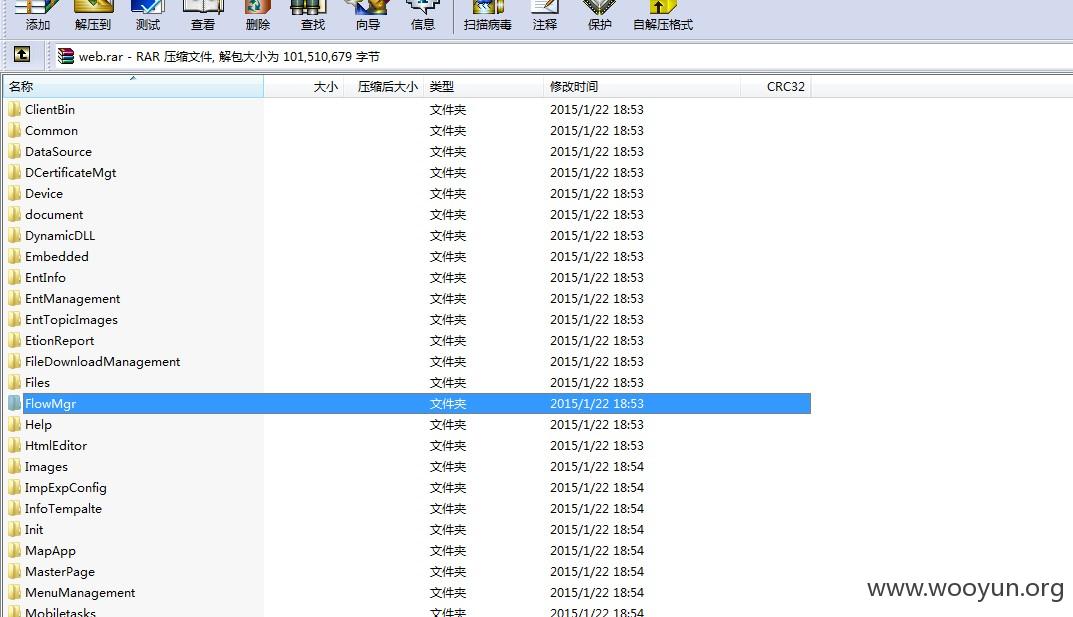 添加 解压到 测试 查看 删除 查找 向导 信息 扫描病毒 注释 保护 自解压格式
web.rar - RAR 压缩文件, 解包大小为 101,510,679 字节
名称 大小 压缩后大小 类型 修改时间 CRC32
ClientBin 文件夹 2015/1/22 18:53
Common 文件夹 2015/1/22 18:53
DataSource 文件夹 2015/1/22 18:53
DCertificateMgt 文件夹 2015/1/22 18:53
Device 文件夹 2015/1/22 18:53
document 文件夹 2015/1/22 18:53
DynamicDLL 文件夹 2015/1/22 18:53
Embedded 文件夹 2015/1/22 18:53
EntInfo 文件夹 2015/1/22 18:53
EntManagement 文件夹 2015/1/22 18:53
EntTopicImages 文件夹 2015/1/22 18:53
EtionReport 文件夹 2015/1/22 18:53
FileDownloadManagement 文件夹 2015/1/22 18:53
Files 文件夹 2015/1/22 18:53
FlowMgr 文件夹 2015/1/22 18:53
Help 文件夹 2015/1/22 18:53
HtmlEditor 文件夹 2015/1/22 18:53
Images 文件夹 2015/1/22 18:54
ImpExpConfig 文件夹 2015/1/22 18:54
InfoTempalte 文件夹 2015/1/22 18:54
Init 文件夹 2015/1/22 18:54
MapApp 文件夹 2015/1/22 18:54
MasterPage 文件夹 2015/1/22 18:54
MenuManagement 文件夹 2015/1/22 18:54
Mobiletasks 文件夹 2015/1/22 18:54
www.wooyun.org